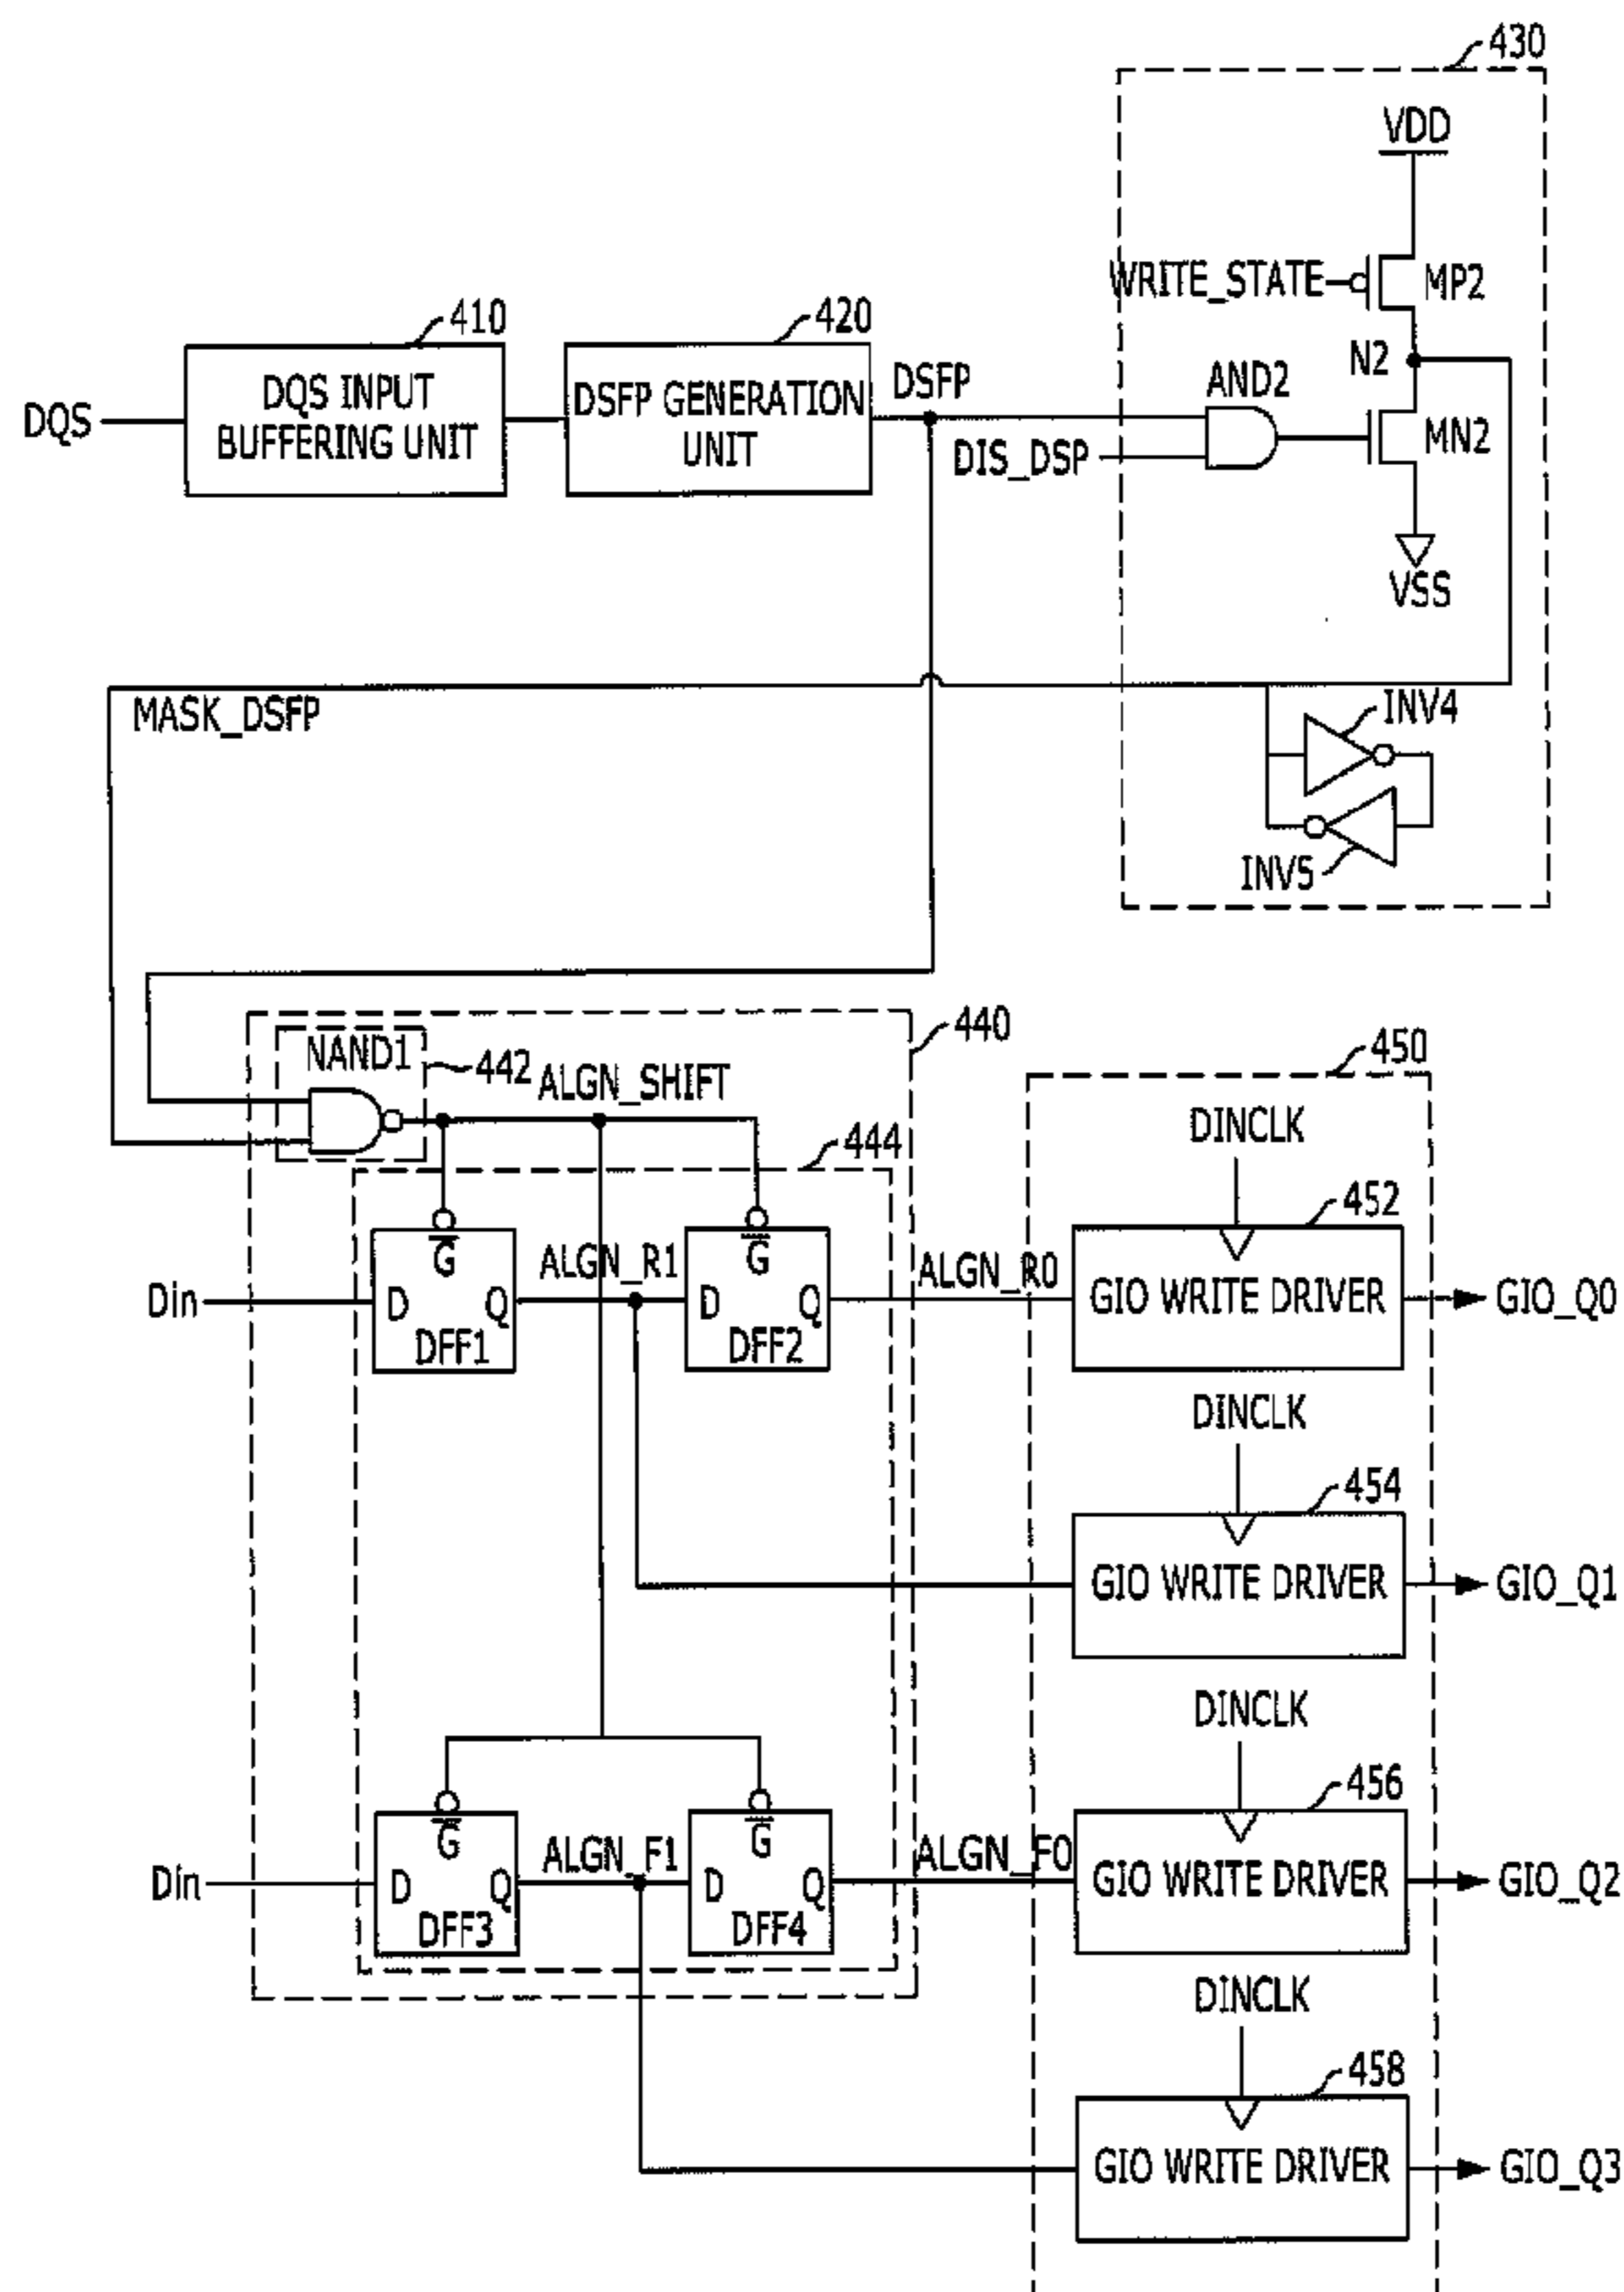 430
VDD
WRITE_STATE
MP2
410
420
DQS
DQS INPUT
BUFFERING UNIT
DSFP GENERATION
UNIT
DSFP
DIS_DSP
AND2
N2
MN2
VSS
MASK_DSFP
INV4
INV5
440
NAND1
442
ALGN_SHIFT
444
450
DINCLK
452
Din
G
D
Q
DFF1
ALGN_R1
G
D
Q
DFF2
ALGN_R0
GIO WRITE DRIVER
GIO_Q0
DINCLK
454
GIO WRITE DRIVER
GIO_Q1
DINCLK
456
Din
G
D
Q
DFF3
ALGN_F1
G
D
Q
DFF4
ALGN_F0
GIO WRITE DRIVER
GIO_Q2
DINCLK
458
GIO WRITE DRIVER
GIO_Q3